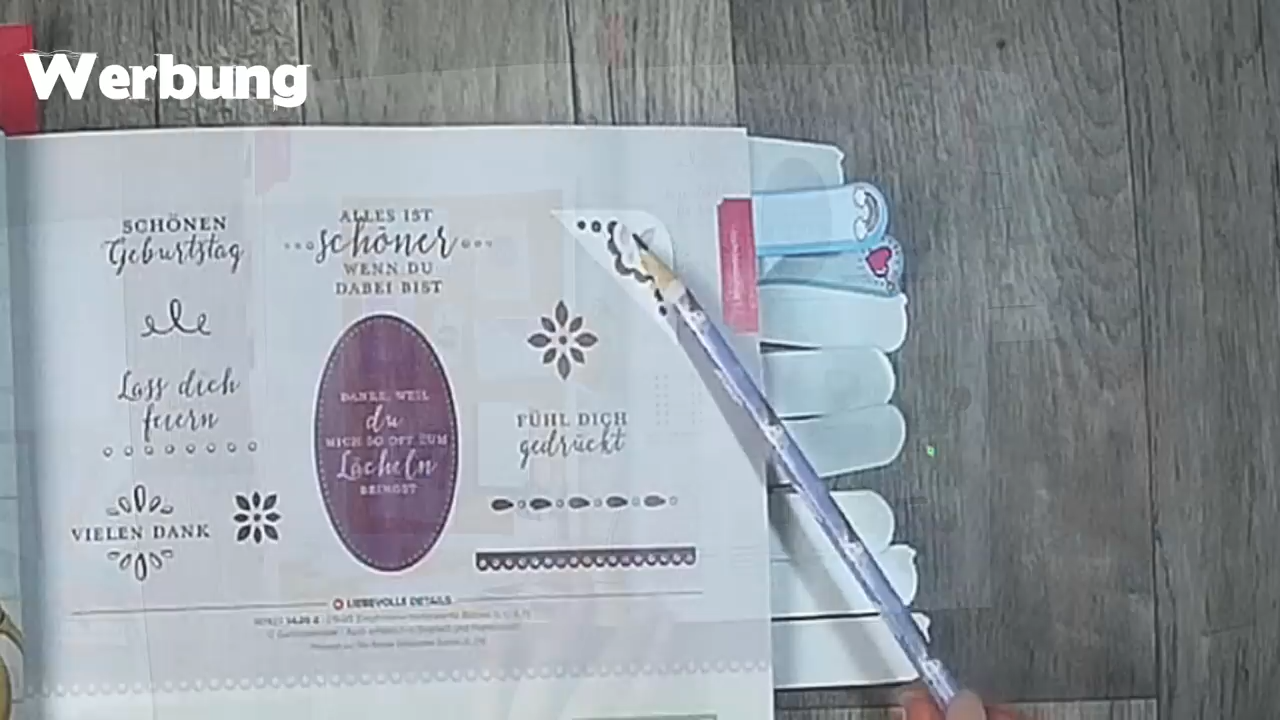 Werbung
SCHÖNEN
Geburtstag
ALLES IST
schöner
WENN DU
DABEI BIST
Lass dich
feiern
DANKE, WEIL
du
MICH SO OFT ZUM
Lächeln
BRINGST
FÜHL DICH
gedrückt
VIELEN DANK
LIEBEVOLLE DETAILS